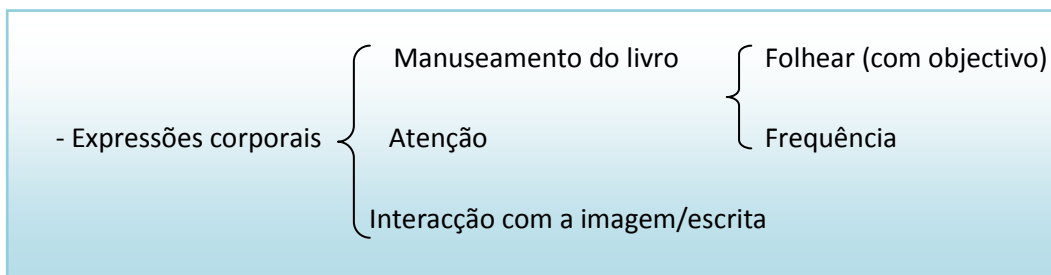 Manuseamento do livro Folhear (com objectivo)
- Expressões corporais Atenção Frequência
Interacção com a imagem/escrita